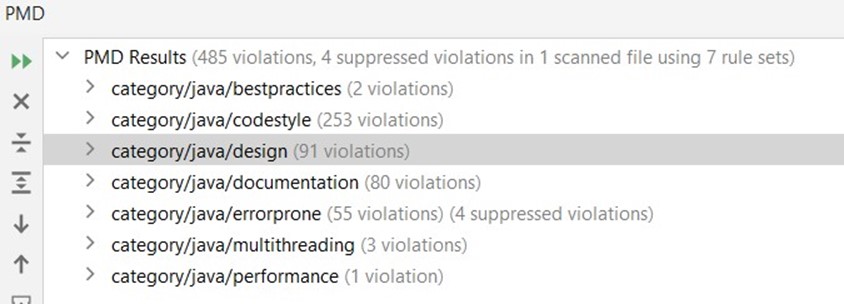 PMD
PMD Results (485 violations, 4 suppressed violations in 1 scanned file using 7 rule sets)
category/java/bestpractices (2 violations)
category/java/codestyle (253 violations)
category/java/design (91 violations)
category/java/documentation (80 violations)
category/java/errorprone (55 violations) (4 suppressed violations)
category/java/multithreading (3 violations)
category/java/performance (1 violation)